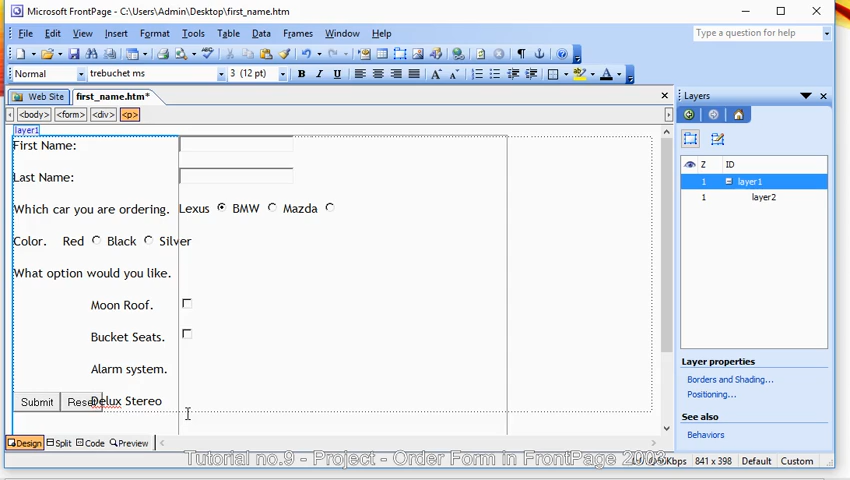 Microsoft FrontPage - C:\Users\Admin\Desktop\first_name.htm
File Edit View Insert Format Tools Table Data Frames Window Help
Type a question for help
Normal trebuchet ms 3 (12 pt) B I U A A A
Web Site first_name.htm*
<body> <form> <div> <p>
layer1
First Name:
Last Name:
Which car you are ordering. Lexus BMW Mazda
Color. Red Black Silver
What option would you like.
Moon Roof.
Bucket Seats.
Alarm system.
Submit Reset Delux Stereo
Design Split Code Preview
Layers
Z ID
1 layer1
1 layer2
Layer properties
Borders and Shading...
Positioning...
See also
Behaviors
Tutorial no.9 - Project - Order Form in FrontPage 2003
841 x 398 Default Custom